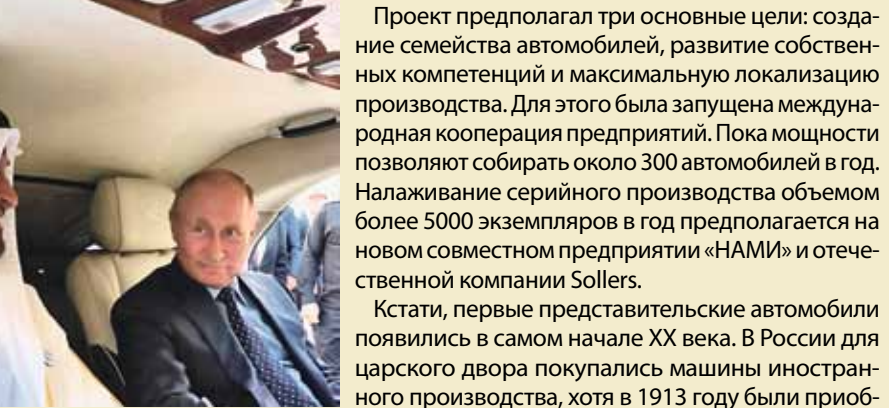 Проект предполагал три основные цели: созда-
ние семейства автомобилей, развитие собствен-
ных компетенций и максимальную локализацию
производства. Для этого была запущена междуна-
родная кооперация предприятий. Пока мощности
позволяют собирать около 300 автомобилей в год.
Налаживание серийного производства объемом
более 5000 экземпляров в год предполагается на
новом совместном предприятии «НАМИ» и отече-
ственной компании Sollers.
Кстати, первые представительские автомобили
появились в самом начале XX века. В России для
царского двора покупались машины иностран-
ного производства, хотя в 1913 году были приоб-